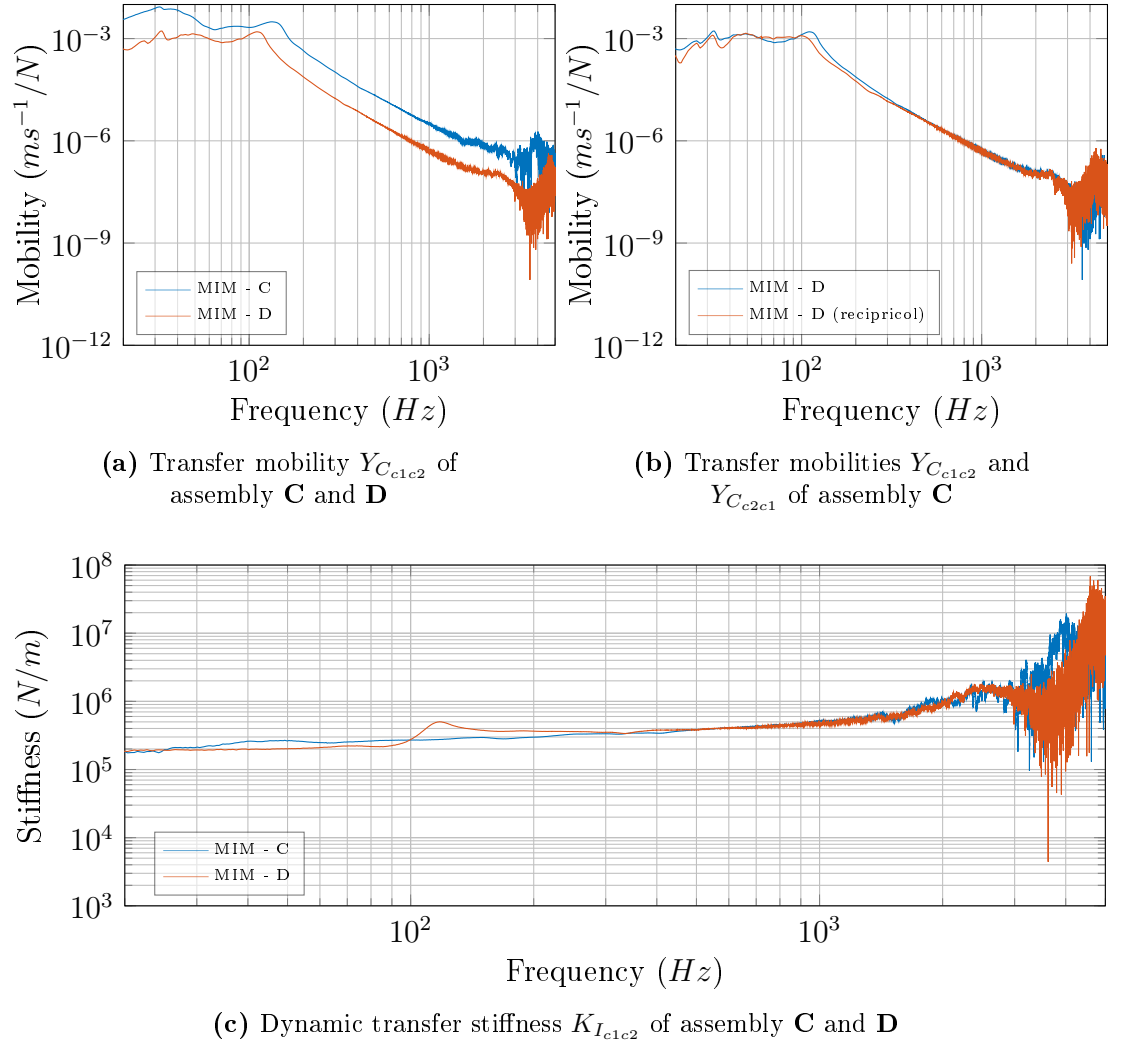 10^{-3}
10^{-6}
10^{-9}
10^{-12}
Mobility (ms^{-1}/N)
MIM - C
MIM - D
10^2
10^3
Frequency (Hz)
(a) Transfer mobility Y_{C_{c1c2}} of
assembly C and D
10^{-3}
10^{-6}
10^{-9}
10^{-12}
Mobility (ms^{-1}/N)
MIM - D
MIM - D (recipricol)
10^2
10^3
Frequency (Hz)
(b) Transfer mobilities Y_{C_{c1c2}} and
Y_{C_{c2c1}} of assembly C
10^8
10^7
10^6
10^5
10^4
10^3
Stiffness (N/m)
MIM - C
MIM - D
10^2
10^3
Frequency (Hz)
(c) Dynamic transfer stiffness K_{I_{c1c2}} of assembly C and D